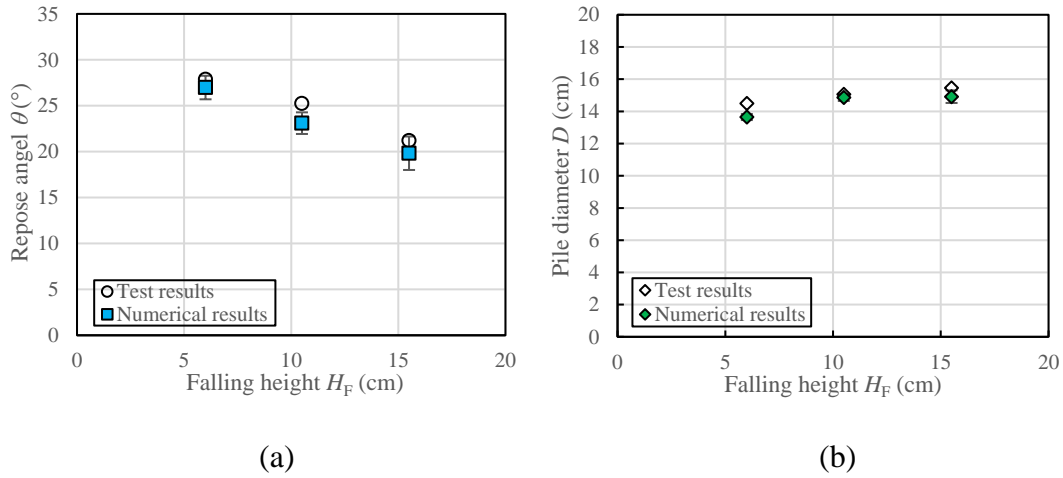 35
30
25
20
15
10
5
0
Repose angel θ (°)
Test results
Numerical results
0 5 10 15 20
Falling height H_F (cm)
(a)
20
18
16
14
12
10
8
6
4
2
0
Pile diameter D (cm)
Test results
Numerical results
0 5 10 15 20
Falling height H_F (cm)
(b)